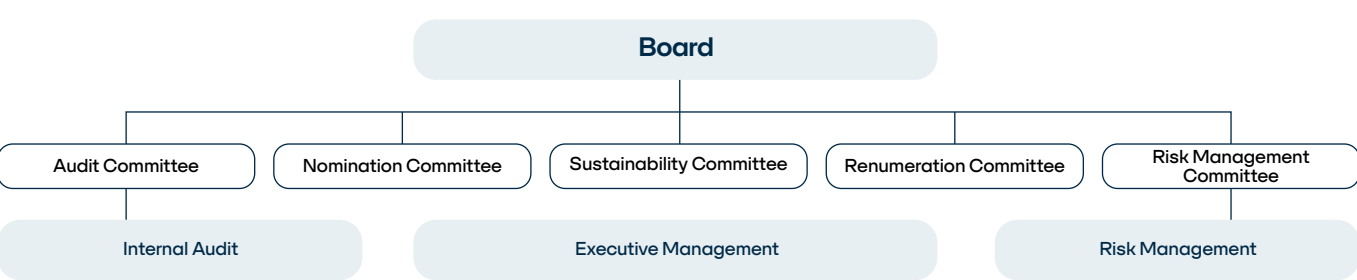 Board
Audit Committee
Nomination Committee
Sustainability Committee
Renumeration Committee
Risk Management
Committee
Internal Audit
Executive Management
Risk Management